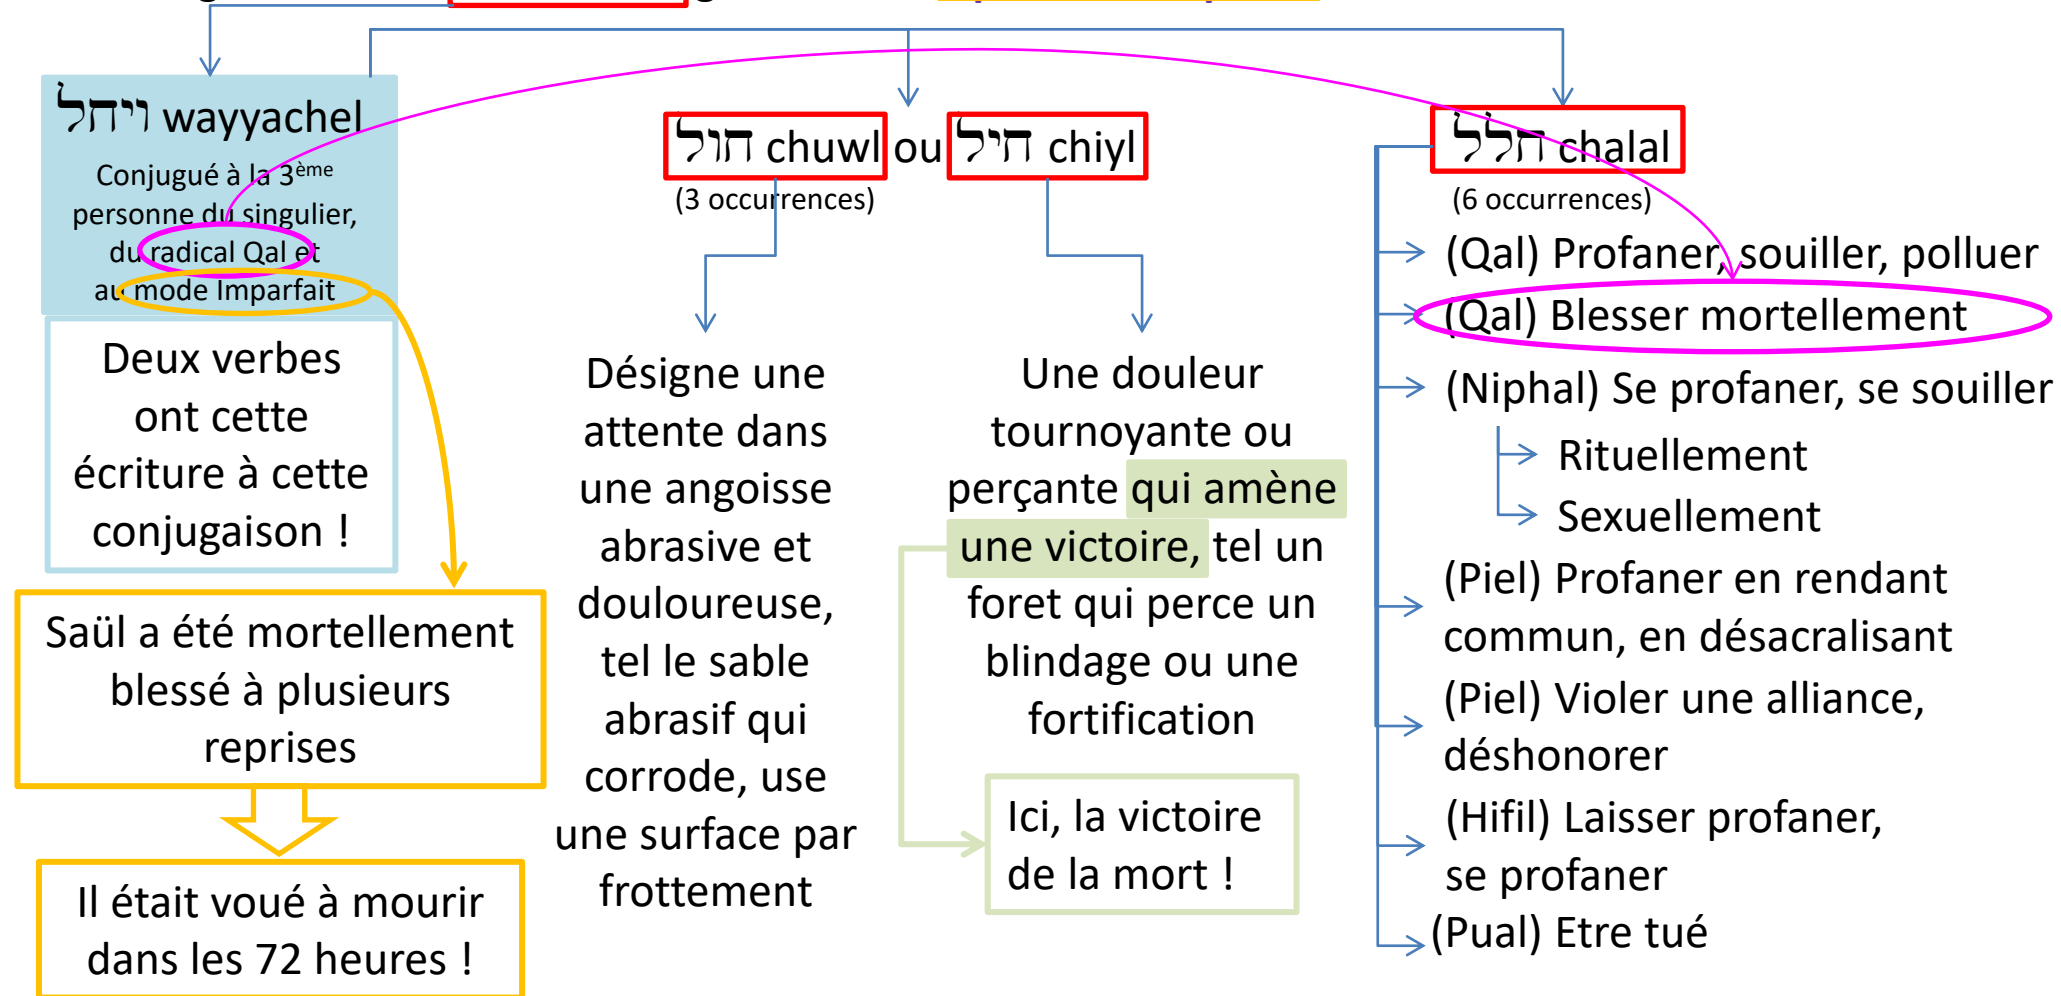 ויחל wayyachel
Conjugué à la 3ème
personne du singulier,
du radical Qal et
au mode Imparfait
Deux verbes
ont cette
écriture à cette
conjugaison !
Saül a été mortellement
blessé à plusieurs
reprises
Il était voué à mourir
dans les 72 heures !
חול chuwl ou חיל chiyl
(3 occurrences)
Désigne une
attente dans
une angoisse
abrasive et
douloureuse,
tel le sable
abrasif qui
corrode, use
une surface par
frottement
Une douleur
tournoyante ou
perçante qui amène
une victoire, tel un
foret qui perce un
blindage ou une
fortification
Ici, la victoire
de la mort !
חלל chalal
(6 occurrences)
(Qal) Profaner, souiller, polluer
(Qal) Blesser mortellement
(Niphal) Se profaner, se souiller
Rituellement
Sexuellement
(Piel) Profaner en rendant
commun, en désacralisant
(Piel) Violer une alliance,
déshonorer
(Hifil) Laisser profaner,
se profaner
(Pual) Etre tué